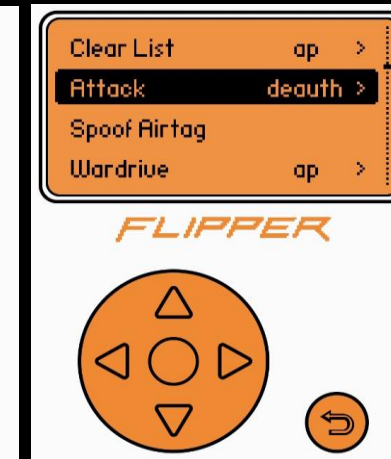 Clear List ap >
Attack deauth >
Spoof Airtag
Wardrive ap >
FLIPPER